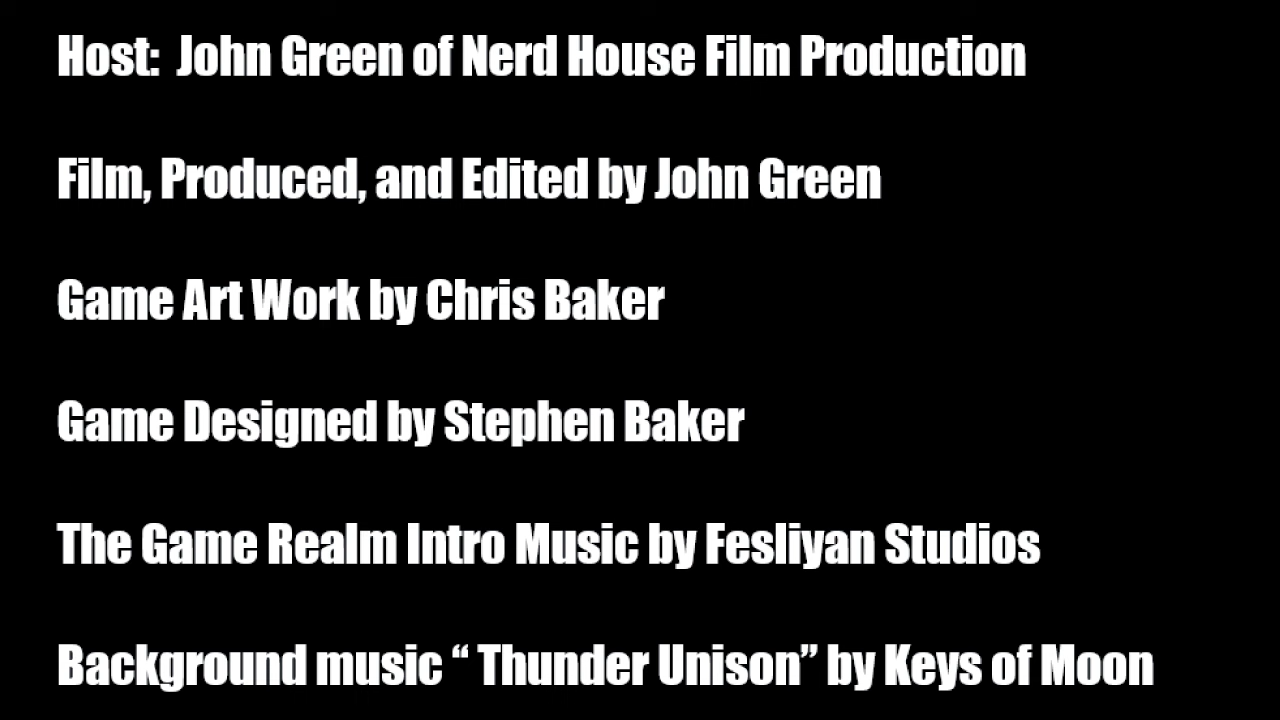 Host:  John Green of Nerd House Film Production
Film, Produced, and Edited by John Green
Game Art Work by Chris Baker
Game Designed by Stephen Baker
The Game Realm Intro Music by Fesliyan Studios
Background music “ Thunder Unison” by Keys of Moon